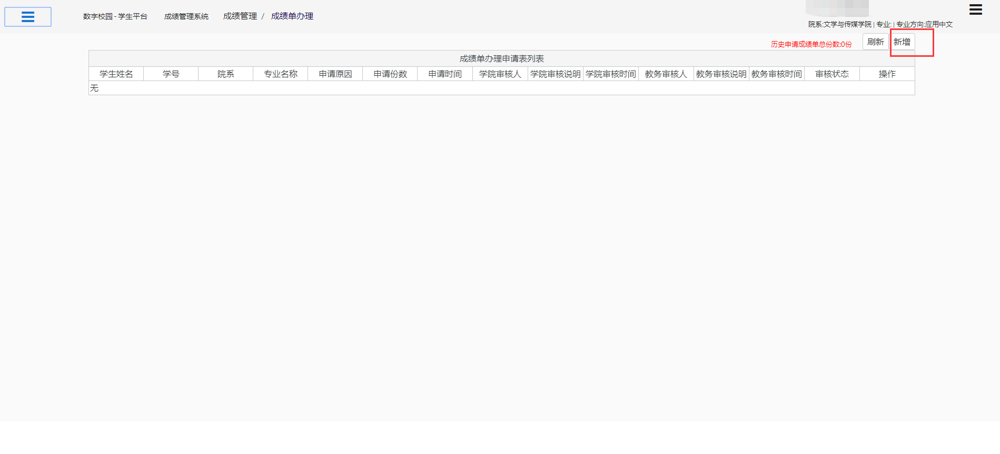 数字校园 - 学生平台 成绩管理系统 成绩管理 / 成绩单办理
院系:文学与传媒学院 | 专业: | 专业方向:应用中文
历史申请成绩单总份数:0份 刷新 新增
成绩单办理申请表列表
学生姓名 学号 院系 专业名称 申请原因 申请份数 申请时间 学院审核人 学院审核说明 学院审核时间 教务审核人 教务审核说明 教务审核时间 审核状态 操作
无